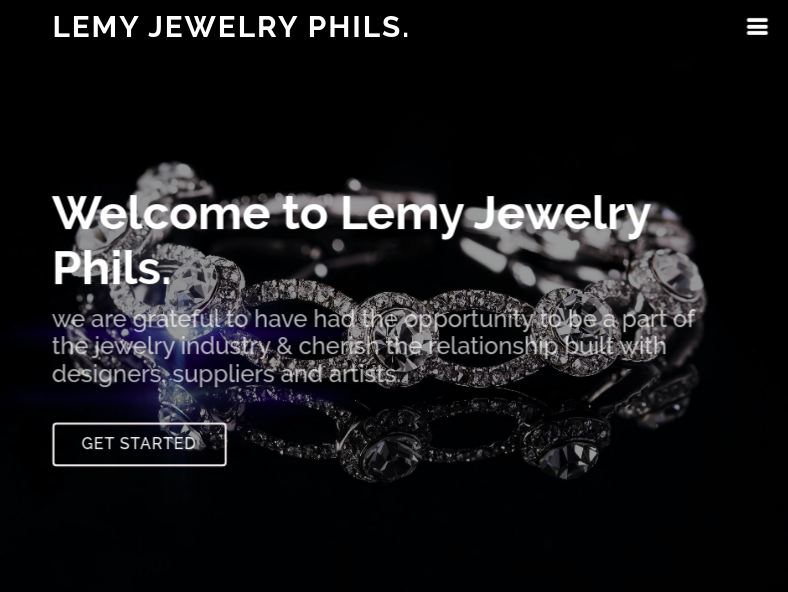 LEMY JEWELRY PHILS.
Welcome to Lemy Jewelry
Phils.
we are grateful to have had the opportunity to be a part of
the jewelry industry & cherish the relationship built with
designers, suppliers and artists..
GET STARTED